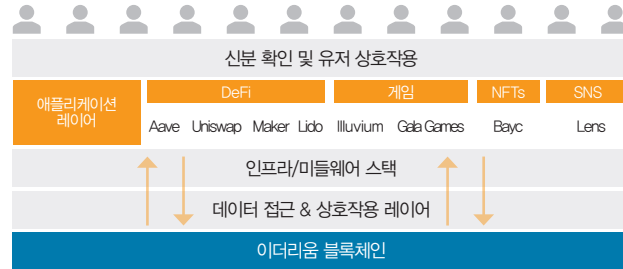 신분 확인 및 유저 상호작용
애플리케이션
레이어
DeFi 게임 NFTs SNS
Aave Uniswap Maker Lido Illuvium Gala Games Bayc Lens
인프라/미들웨어 스택
데이터 접근 & 상호작용 레이어
이더리움 블록체인